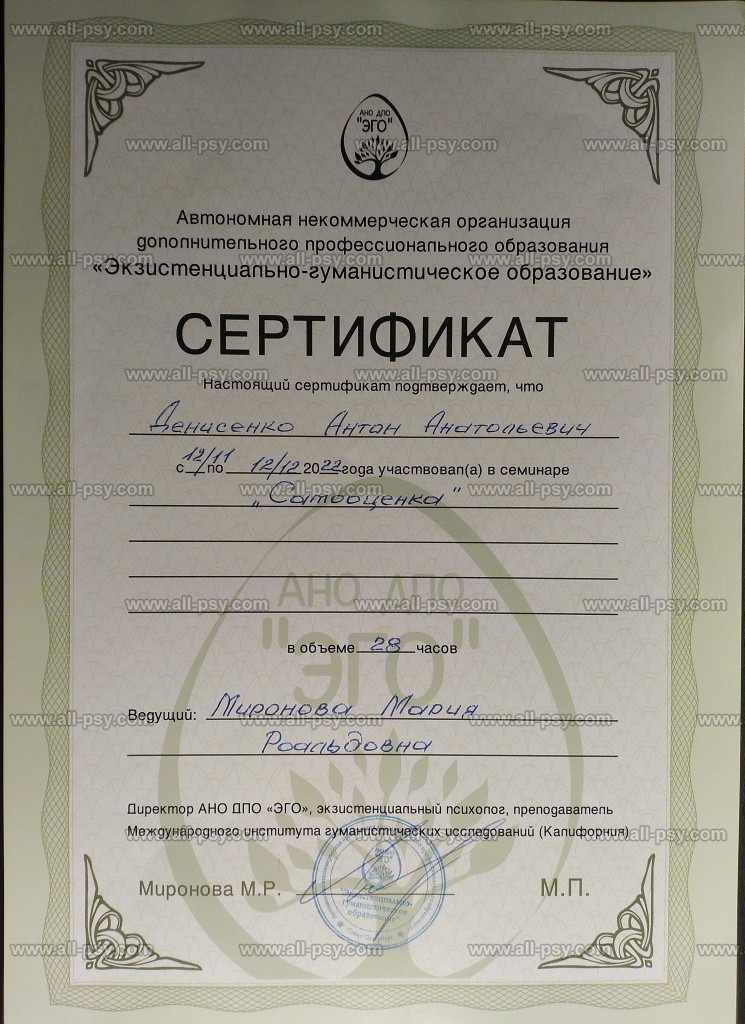 АНО ДПО
"ЭГО"
Автономная некоммерческая организация
дополнительного профессионального образования
«Экзистенциально-гуманистическое образование»
СЕРТИФИКАТ
Настоящий сертификат подтверждает, что
Денисенко Антон Анатольевич
с 12/11 по 12/12 2022 года участвовал(а) в семинаре
„Самооценка"
АНО ДПО
"ЭГО"
в объеме 28 часов
Ведущий: Миронова Мария
Роальдовна
Директор АНО ДПО «ЭГО», экзистенциальный психолог, преподаватель
Международного института гуманистических исследований (Калифорния)
Миронова М.Р. М.П.
"Экзистенциально-
гуманистическое
образование"
www.all-psy.com